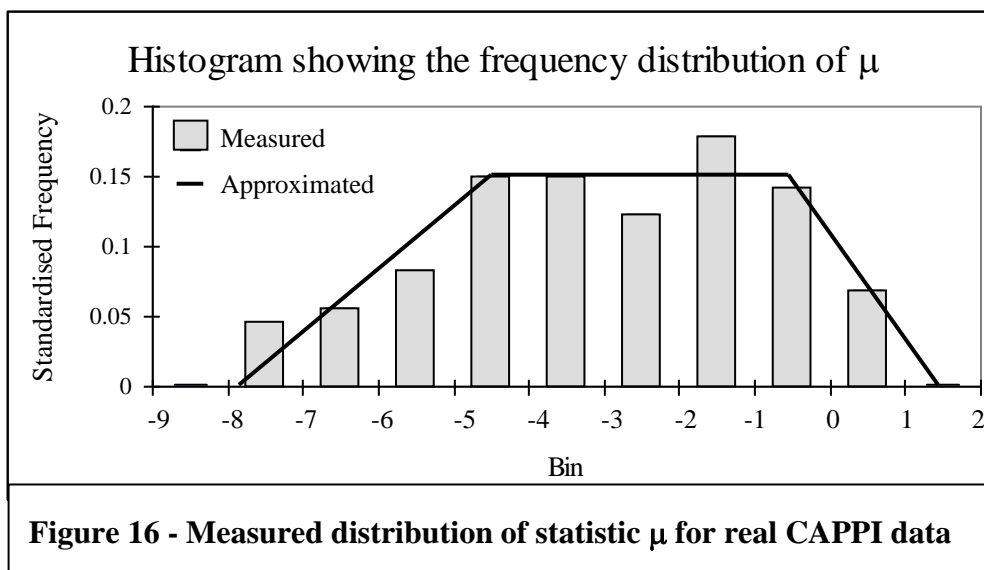 Histogram showing the frequency distribution of μ
Standardised Frequency
0.2
0.15
0.1
0.05
0
Measured
Approximated
-9 -8 -7 -6 -5 -4 -3 -2 -1 0 1 2
Bin
Figure 16 - Measured distribution of statistic μ for real CAPPI data